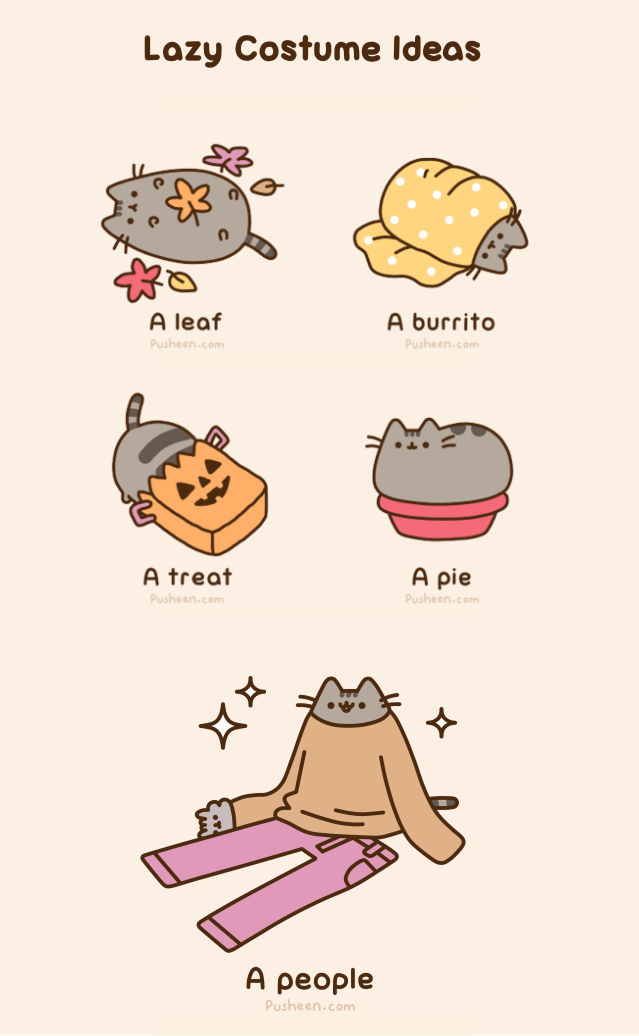 Lazy Costume Ideas
A leaf
Pusheen.com
A burrito
Pusheen.com
A treat
Pusheen.com
A pie
Pusheen.com
A people
Pusheen.com